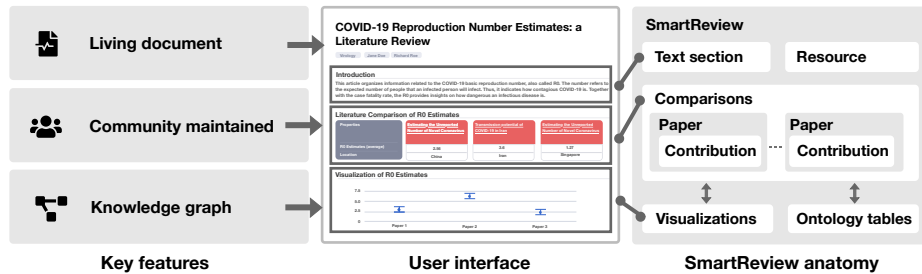 Living document
Community maintained
Knowledge graph
Key features
COVID-19 Reproduction Number Estimates: a
Literature Review
Virology Jane Doe Richard Roe
Introduction
This article organizes information related to the COVID-19 basic reproduction number, also called R0. The number refers to
the expected number of people that an infected person will infect. Thus, it indicates how contagious COVID-19 is. Together
with the case fatality rate, the R0 provides insights on how dangerous an infectious disease is.
Literature Comparison of R0 Estimates
Properties
Estimating the Unreported
Number of Novel Coronavirus
Transmission potential of
COVID-19 in Iran
Estimating the Unreported
Number of Novel Coronavirus
R0 Estimates (average) 2.56 3.6 1.27
Location China Iran Singapore
Visualization of R0 Estimates
7.5
5.0
2.5
0
Paper 1 Paper 2 Paper 3
User interface
SmartReview
Text section Resource
Comparisons
Paper Paper
Contribution Contribution
Visualizations Ontology tables
SmartReview anatomy